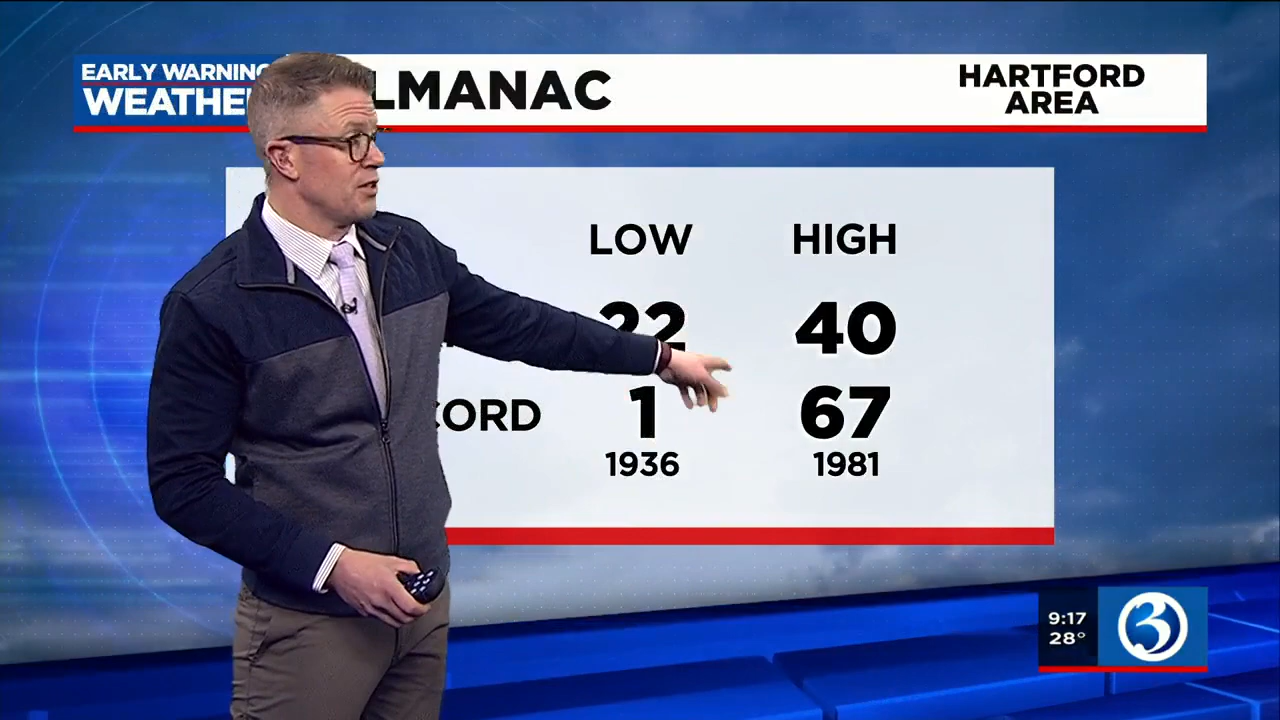 EARLY WARNING
WEATHE
LMANAC
HARTFORD
AREA
LOW HIGH
22 40
CORD 1 67
1936 1981
9:17
28°
3